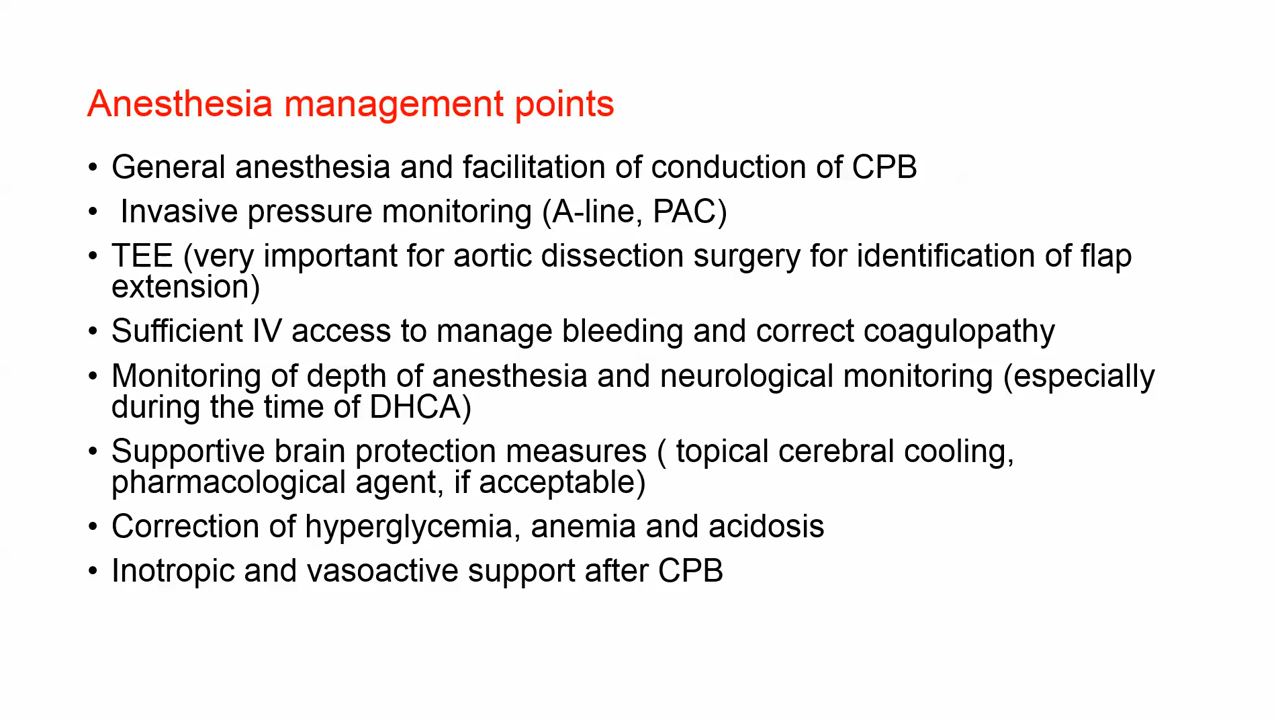 Anesthesia management points
• General anesthesia and facilitation of conduction of CPB
• Invasive pressure monitoring (A-line, PAC)
• TEE (very important for aortic dissection surgery for identification of flap
extension)
• Sufficient IV access to manage bleeding and correct coagulopathy
• Monitoring of depth of anesthesia and neurological monitoring (especially
during the time of DHCA)
• Supportive brain protection measures ( topical cerebral cooling,
pharmacological agent, if acceptable)
• Correction of hyperglycemia, anemia and acidosis
• Inotropic and vasoactive support after CPB